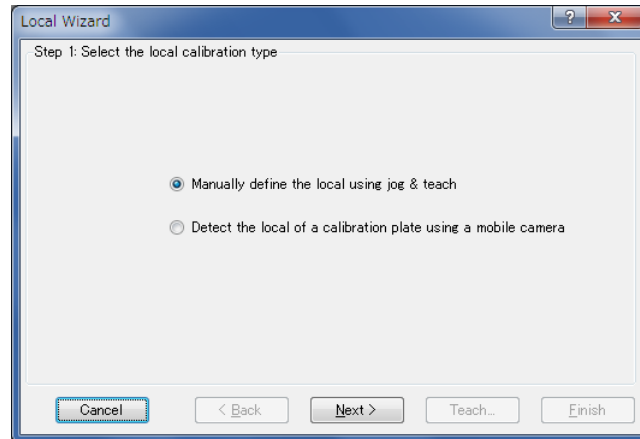 Local Wizard
? X
Step 1: Select the local calibration type
Manually define the local using jog & teach
Detect the local of a calibration plate using a mobile camera
Cancel < Back Next > Teach... Finish